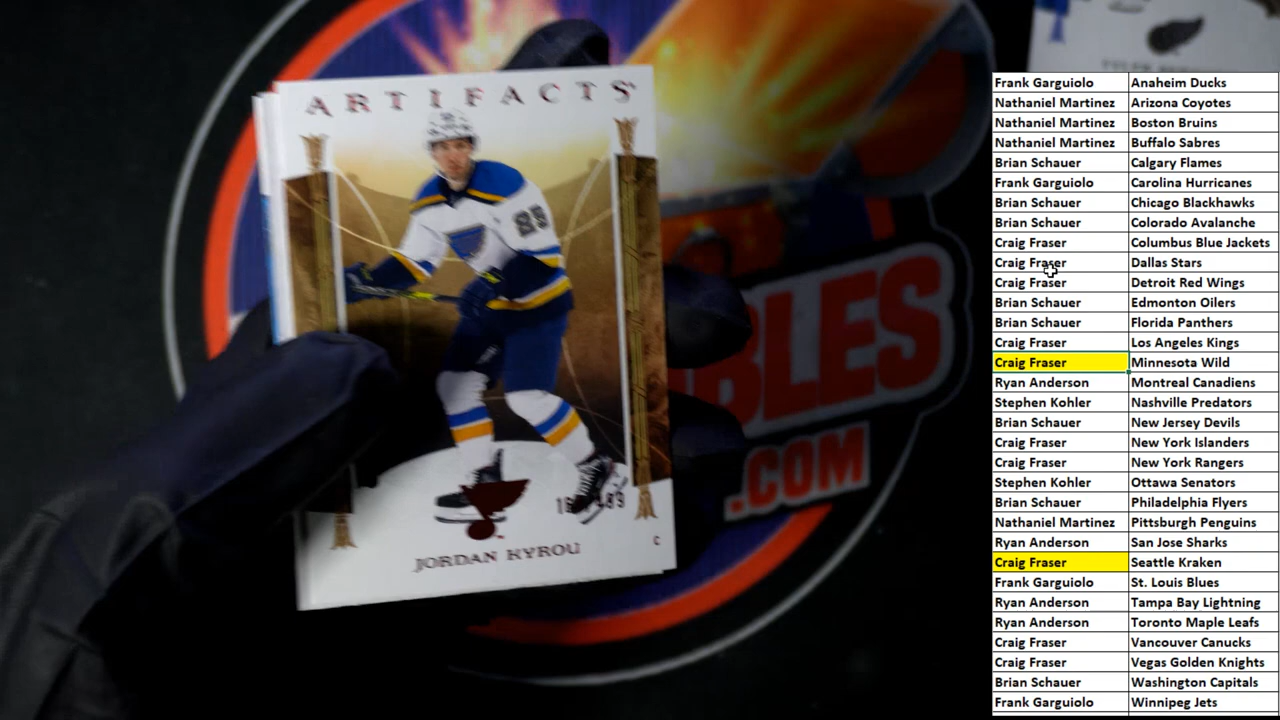 ARTIFACTS
25
JORDAN KYROU
C
BLES
.COM
Frank Garguiolo Anaheim Ducks
Nathaniel Martinez Arizona Coyotes
Nathaniel Martinez Boston Bruins
Nathaniel Martinez Buffalo Sabres
Brian Schauer Calgary Flames
Frank Garguiolo Carolina Hurricanes
Brian Schauer Chicago Blackhawks
Brian Schauer Colorado Avalanche
Craig Fraser Columbus Blue Jackets
Craig Fraser Dallas Stars
Craig Fraser Detroit Red Wings
Brian Schauer Edmonton Oilers
Brian Schauer Florida Panthers
Craig Fraser Los Angeles Kings
Craig Fraser Minnesota Wild
Ryan Anderson Montreal Canadiens
Stephen Kohler Nashville Predators
Brian Schauer New Jersey Devils
Craig Fraser New York Islanders
Craig Fraser New York Rangers
Stephen Kohler Ottawa Senators
Brian Schauer Philadelphia Flyers
Nathaniel Martinez Pittsburgh Penguins
Ryan Anderson San Jose Sharks
Craig Fraser Seattle Kraken
Frank Garguiolo St. Louis Blues
Ryan Anderson Tampa Bay Lightning
Ryan Anderson Toronto Maple Leafs
Craig Fraser Vancouver Canucks
Craig Fraser Vegas Golden Knights
Brian Schauer Washington Capitals
Frank Garguiolo Winnipeg Jets